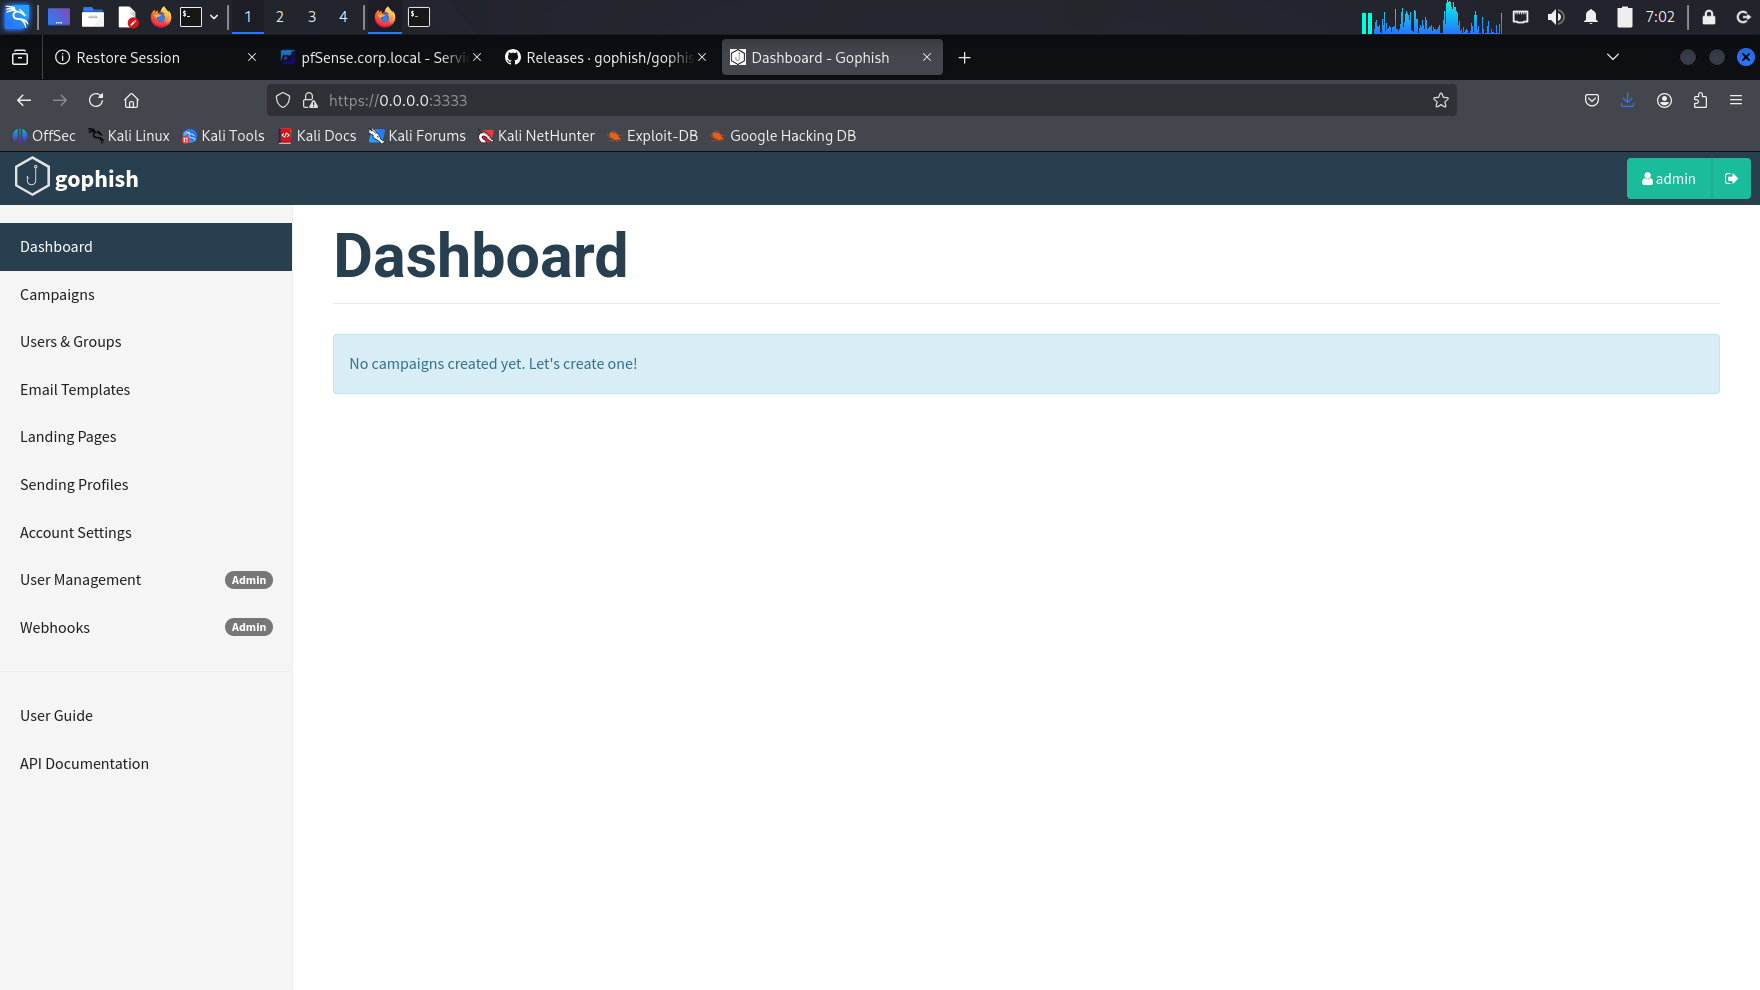 1 2 3 4 7:02
Restore Session pfSense.corp.local - Servi Releases · gophish/gophis Dashboard - Gophish
https://0.0.0.0:3333
OffSec Kali Linux Kali Tools Kali Docs Kali Forums Kali NetHunter Exploit-DB Google Hacking DB
gophish admin
Dashboard
Campaigns
Users & Groups
Email Templates
Landing Pages
Sending Profiles
Account Settings
User Management Admin
Webhooks Admin
User Guide
API Documentation
Dashboard
No campaigns created yet. Let's create one!